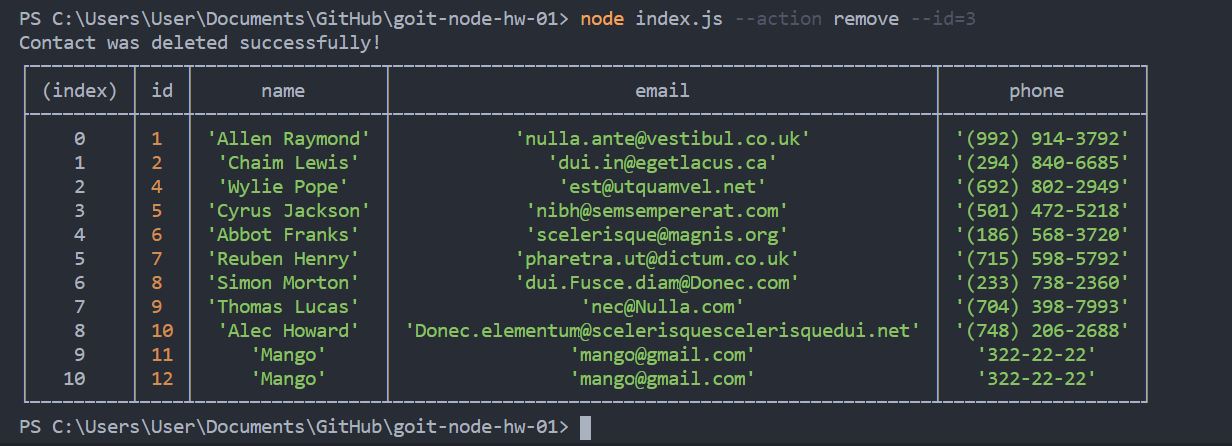 PS C:\Users\User\Documents\GitHub\goit-node-hw-01> node index.js --action remove --id=3
Contact was deleted successfully!
(index) id name email phone
0 1 'Allen Raymond' 'nulla.ante@vestibul.co.uk' '(992) 914-3792'
1 2 'Chaim Lewis' 'dui.in@egetlacus.ca' '(294) 840-6685'
2 4 'Wylie Pope' 'est@utquamvel.net' '(692) 802-2949'
3 5 'Cyrus Jackson' 'nibh@semsempererat.com' '(501) 472-5218'
4 6 'Abbot Franks' 'scelerisque@magnis.org' '(186) 568-3720'
5 7 'Reuben Henry' 'pharetra.ut@dictum.co.uk' '(715) 598-5792'
6 8 'Simon Morton' 'dui.Fusce.diam@Donec.com' '(233) 738-2360'
7 9 'Thomas Lucas' 'nec@Nulla.com' '(704) 398-7993'
8 10 'Alec Howard' 'Donec.elementum@scelerisquescelerisquedui.net' '(748) 206-2688'
9 11 'Mango' 'mango@gmail.com' '322-22-22'
10 12 'Mango' 'mango@gmail.com' '322-22-22'
PS C:\Users\User\Documents\GitHub\goit-node-hw-01>